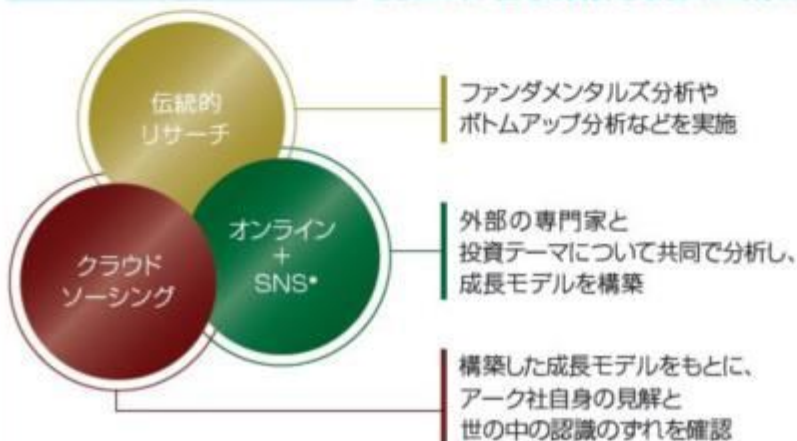 伝統的
リサーチ
ファンダメンタルズ分析や
ボトムアップ分析などを実施
オンライン
+
SNS*
外部の専門家と
投資テーマについて共同で分析し、
成長モデルを構築
クラウド
ソーシング
構築した成長モデルをもとに、
アーク社自身の見解と
世の中の認識のずれを確認